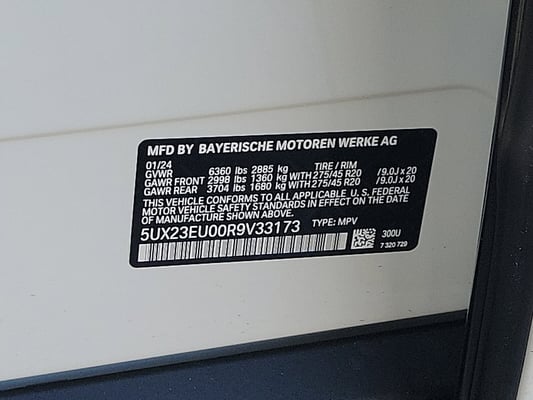 MFD BY BAYERISCHE MOTOREN WERKE AG
01/24 TIRE / RIM
GVWR 6360 lbs 2885 kg
GAWR FRONT 2998 lbs 1360 kg WITH 275/45 R20 / 9.0J x 20
GAWR REAR 3704 lbs 1680 kg WITH 275/45 R20 / 9.0J x 20
THIS VEHICLE CONFORMS TO ALL APPLICABLE U. S. FEDERAL
MOTOR VEHICLE SAFETY STANDARDS IN EFFECT ON THE DATE
OF MANUFACTURE SHOWN ABOVE.
5UX23EU00R9V33173 TYPE: MPV
300U
7 320 729